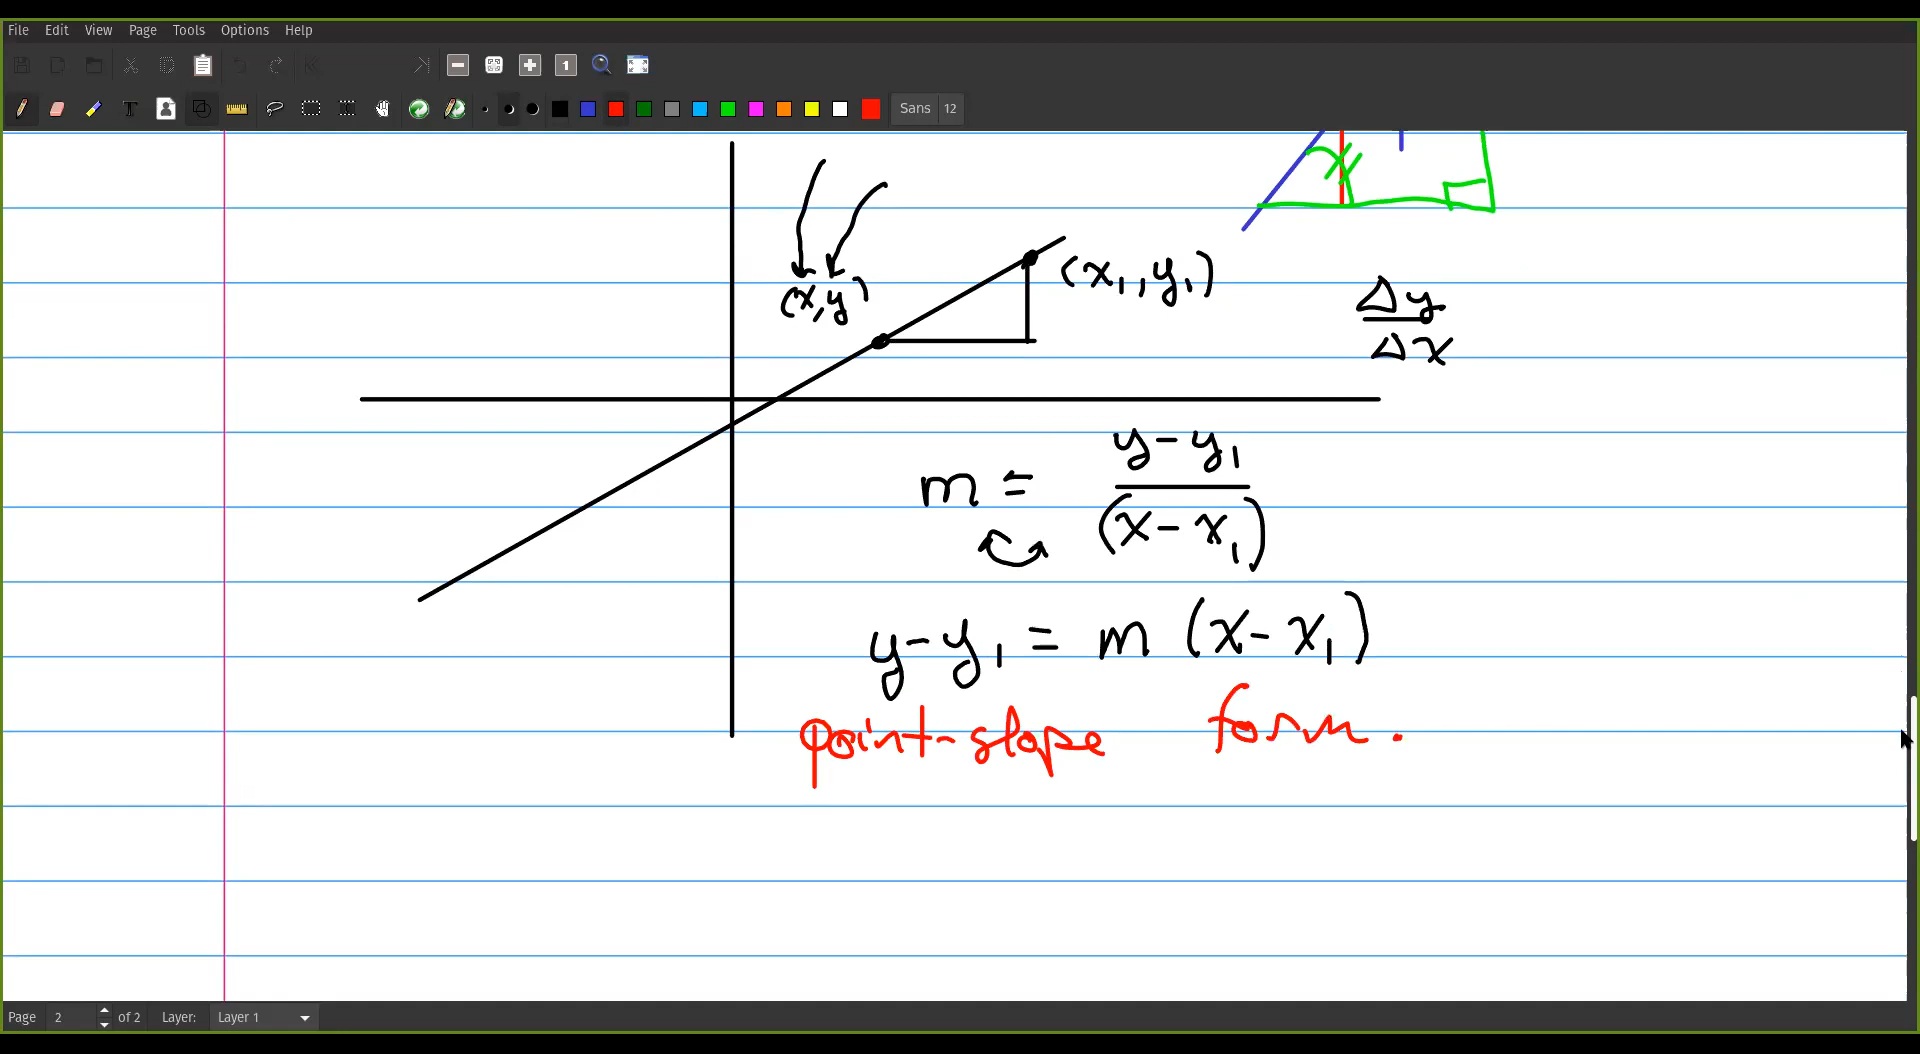 File Edit View Page Tools Options Help
1
T Sans 12
(x, y)
(x₁, y₁)
Δy
Δx
m = y - y₁
(x - x₁)
y - y₁ = m (x - x₁)
point-slope form.
Page 2 of 2 Layer: Layer 1